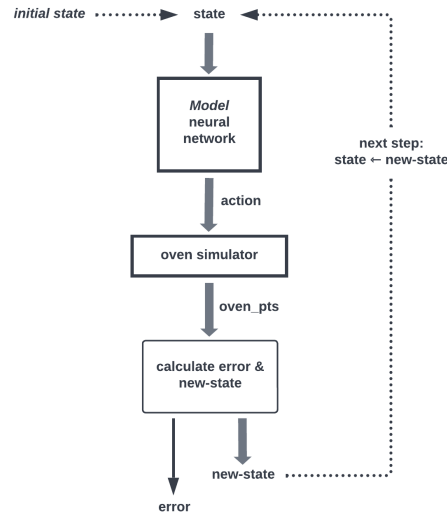 initial state
state
Model
neural
network
next step:
state ← new-state
action
oven simulator
oven_pts
calculate error &
new-state
new-state
error